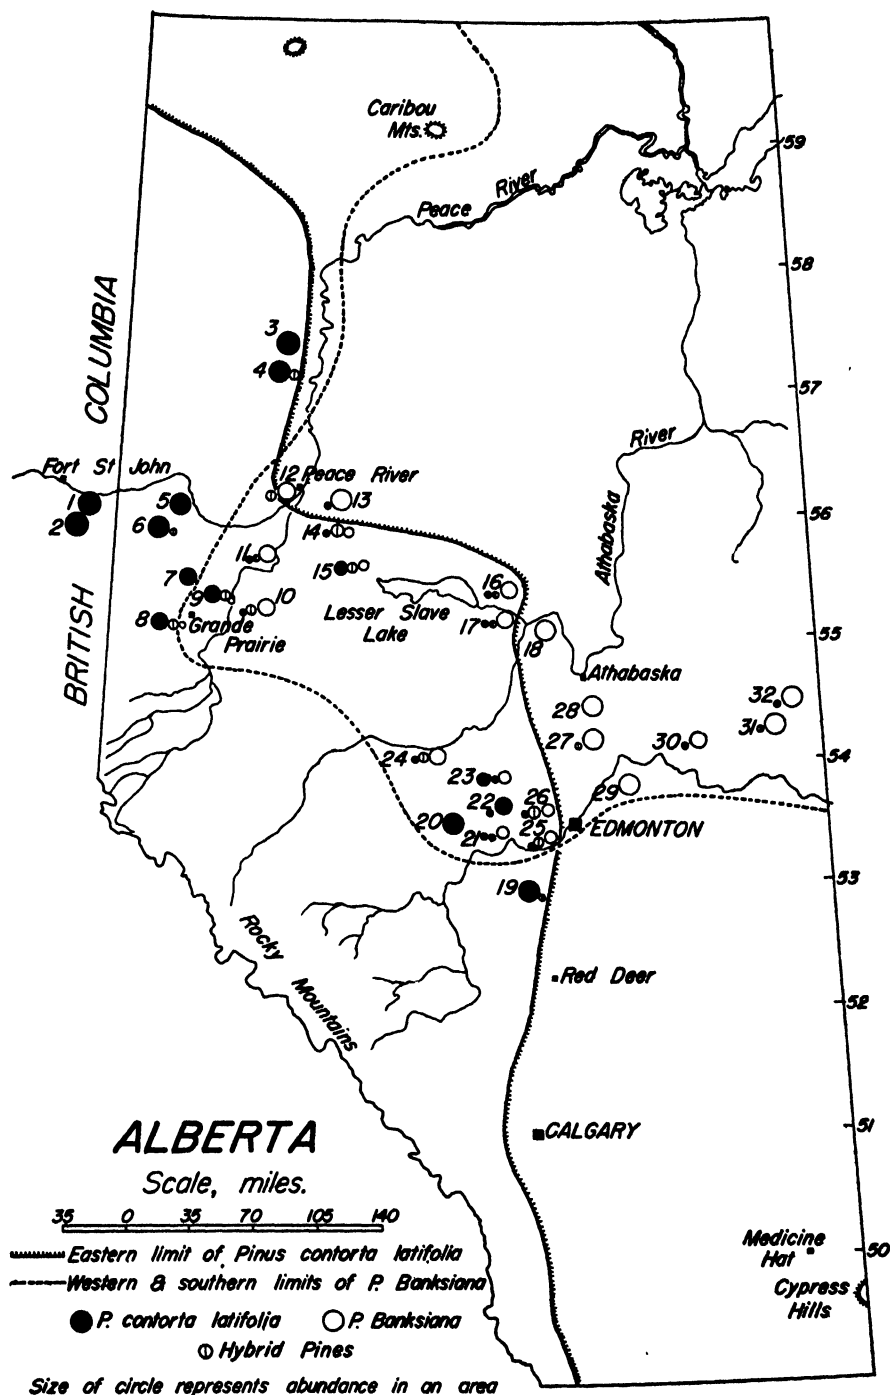 Caribou
Mts.
59
Peace River
58
COLUMBIA
3
4
57
River
Fort St John
12 Peace River
1
5
13
2
6
56
14
11
Athabaska
15
7
16
9
10
Lesser Slave
Lake
8
Grande
Prairie
17
18
55
BRITISH
Athabaska
32
28
31
27
30
24
54
23
29
22
26
20
25
21
EDMONTON
19
53
Rocky
Mountains
Red Deer
52
ALBERTA
CALGARY
51
Scale, miles.
35 0 35 70 105 140
Medicine
Hat
50
Eastern limit of Pinus contorta latifolia
Western & southern limits of P. Banksiana
Cypress
Hills
P. contorta latifolia P. Banksiana
Hybrid Pines
Size of circle represents abundance in an area